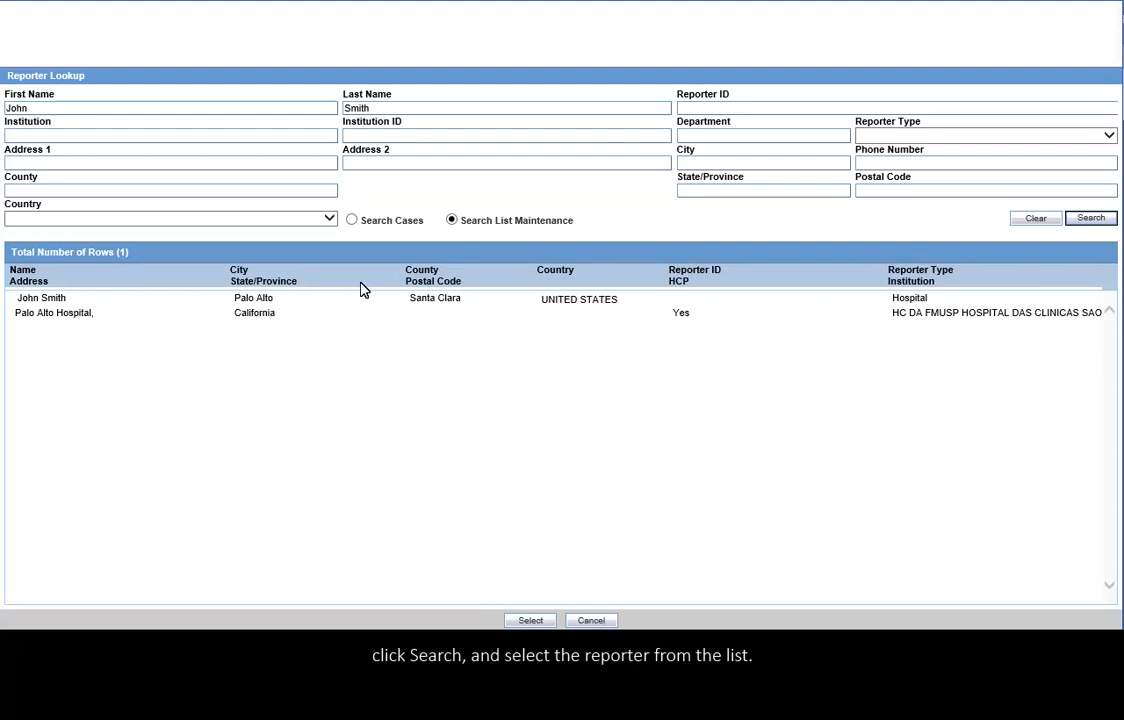 Reporter Lookup
First Name Last Name Reporter ID
John Smith
Institution Institution ID Department Reporter Type
Address 1 Address 2 City Phone Number
County State/Province Postal Code
Country
Search Cases Search List Maintenance Clear Search
Total Number of Rows (1)
Name City County Country Reporter ID Reporter Type
Address State/Province Postal Code HCP Institution
John Smith Palo Alto Santa Clara UNITED STATES Hospital
Palo Alto Hospital, California Yes HC DA FMUSP HOSPITAL DAS CLINICAS SAO
Select Cancel
click Search, and select the reporter from the list.